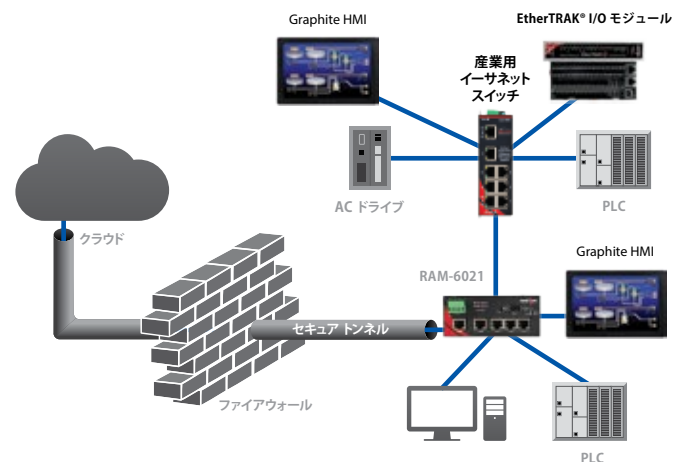 Graphite HMI
EtherTRAK® I/O モジュール
産業用
イーサネット
スイッチ
AC ドライブ
PLC
クラウド
RAM-6021
Graphite HMI
セキュア トンネル
ファイアウォール
PLC